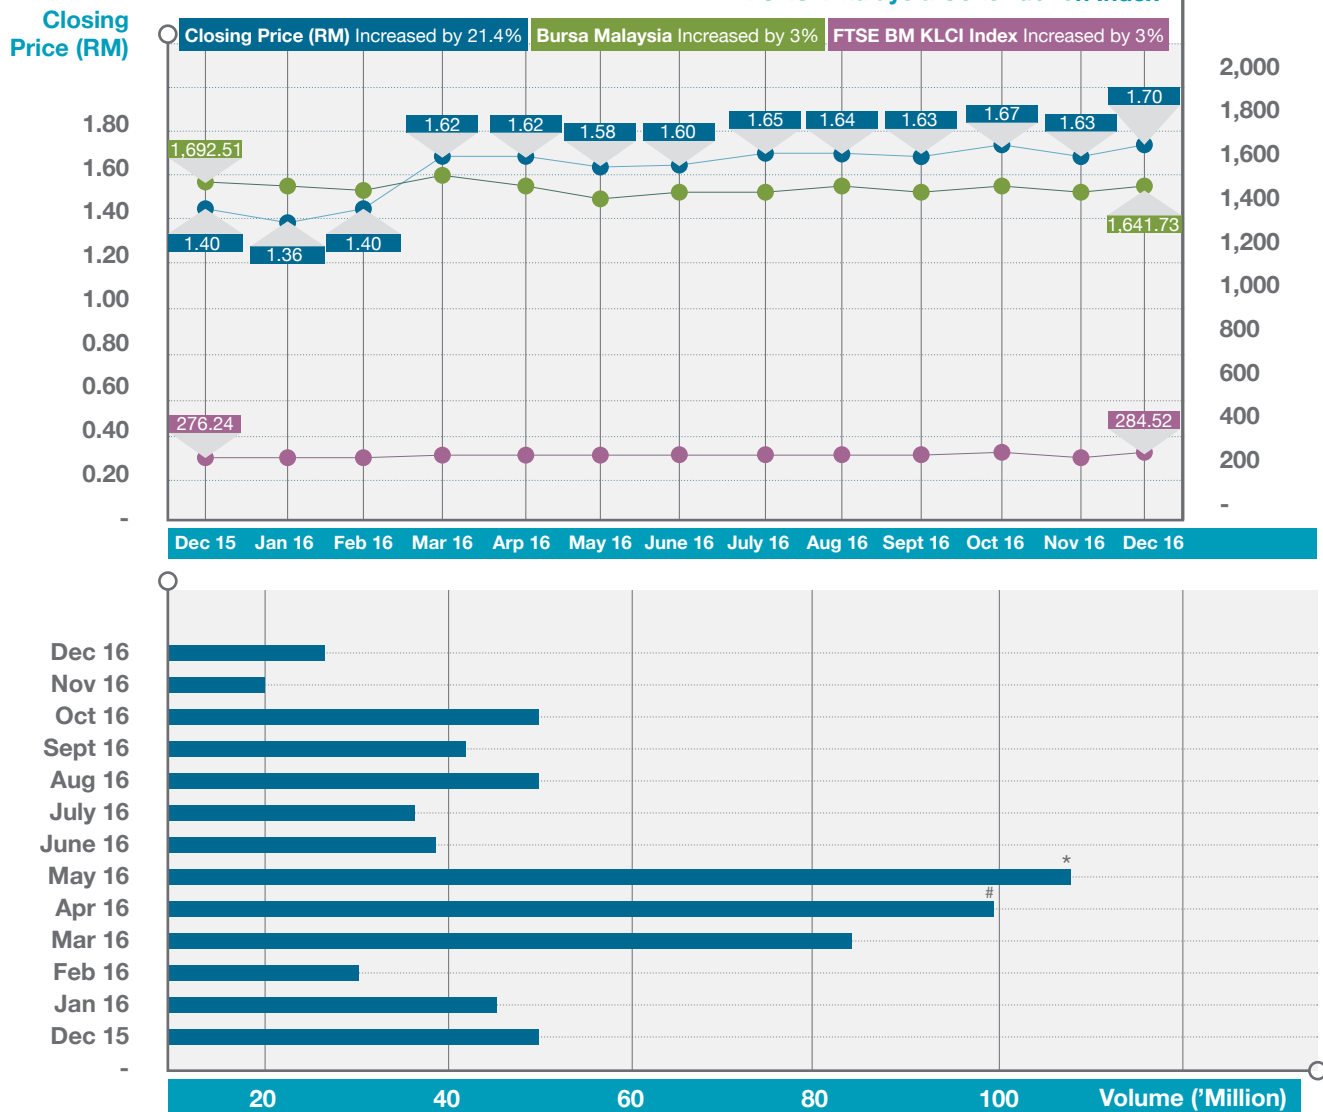 Closing
Price (RM)
Closing Price (RM) Increased by 21.4%
Bursa Malaysia Increased by 3%
FTSE BM KLCI Index Increased by 3%
2,000
1,800
1,600
1,400
1,200
1,000
800
600
400
200
-
1.80
1.60
1.40
1.20
1.00
0.80
0.60
0.40
0.20
-
1,692.51
1.40
1.36
1.40
1.62
1.62
1.58
1.60
1.65
1.64
1.63
1.67
1.63
1.70
1,641.73
276.24
284.52
Dec 15 Jan 16 Feb 16 Mar 16 Arp 16 May 16 June 16 July 16 Aug 16 Sept 16 Oct 16 Nov 16 Dec 16
Dec 16
Nov 16
Oct 16
Sept 16
Aug 16
July 16
June 16
May 16 *
Apr 16 #
Mar 16
Feb 16
Jan 16
Dec 15
-
20 40 60 80 100 Volume ('Million)